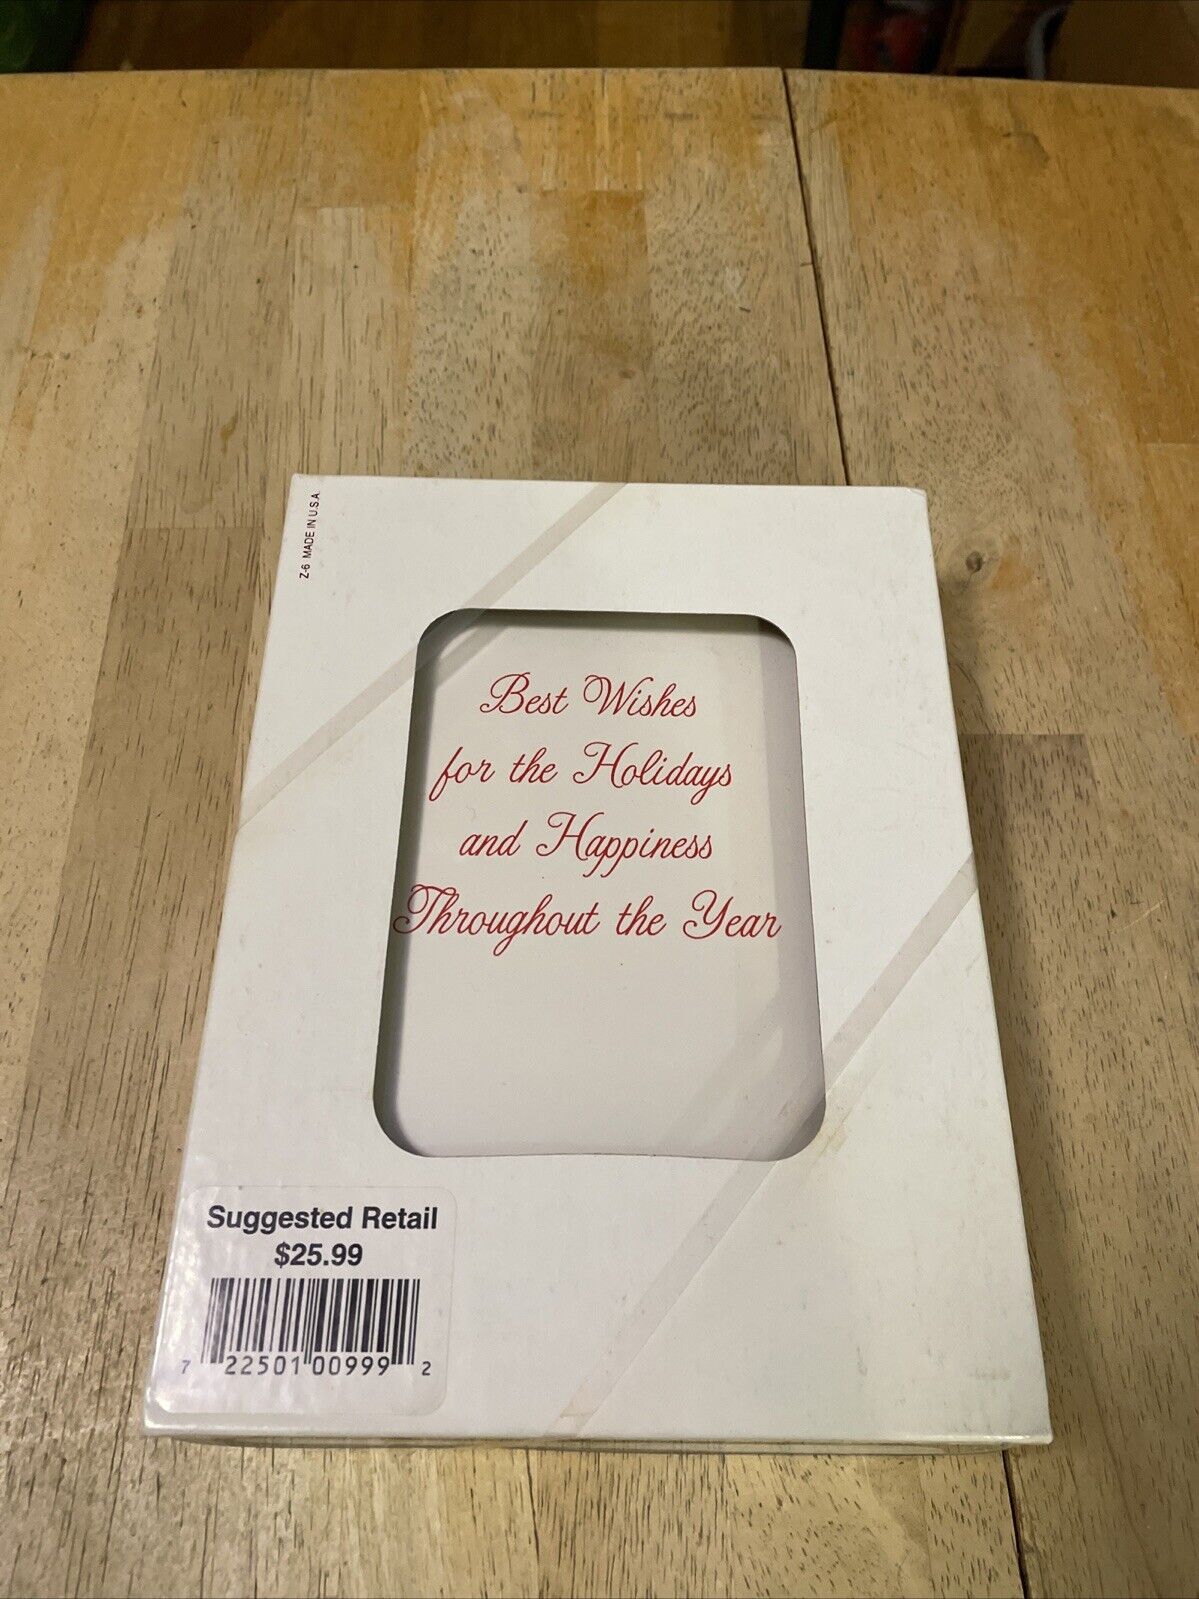 Z-6 MADE IN U.S.A.
Best Wishes
for the Holidays
and Happiness
Throughout the Year
Suggested Retail
$25.99
7 22501 00999 2